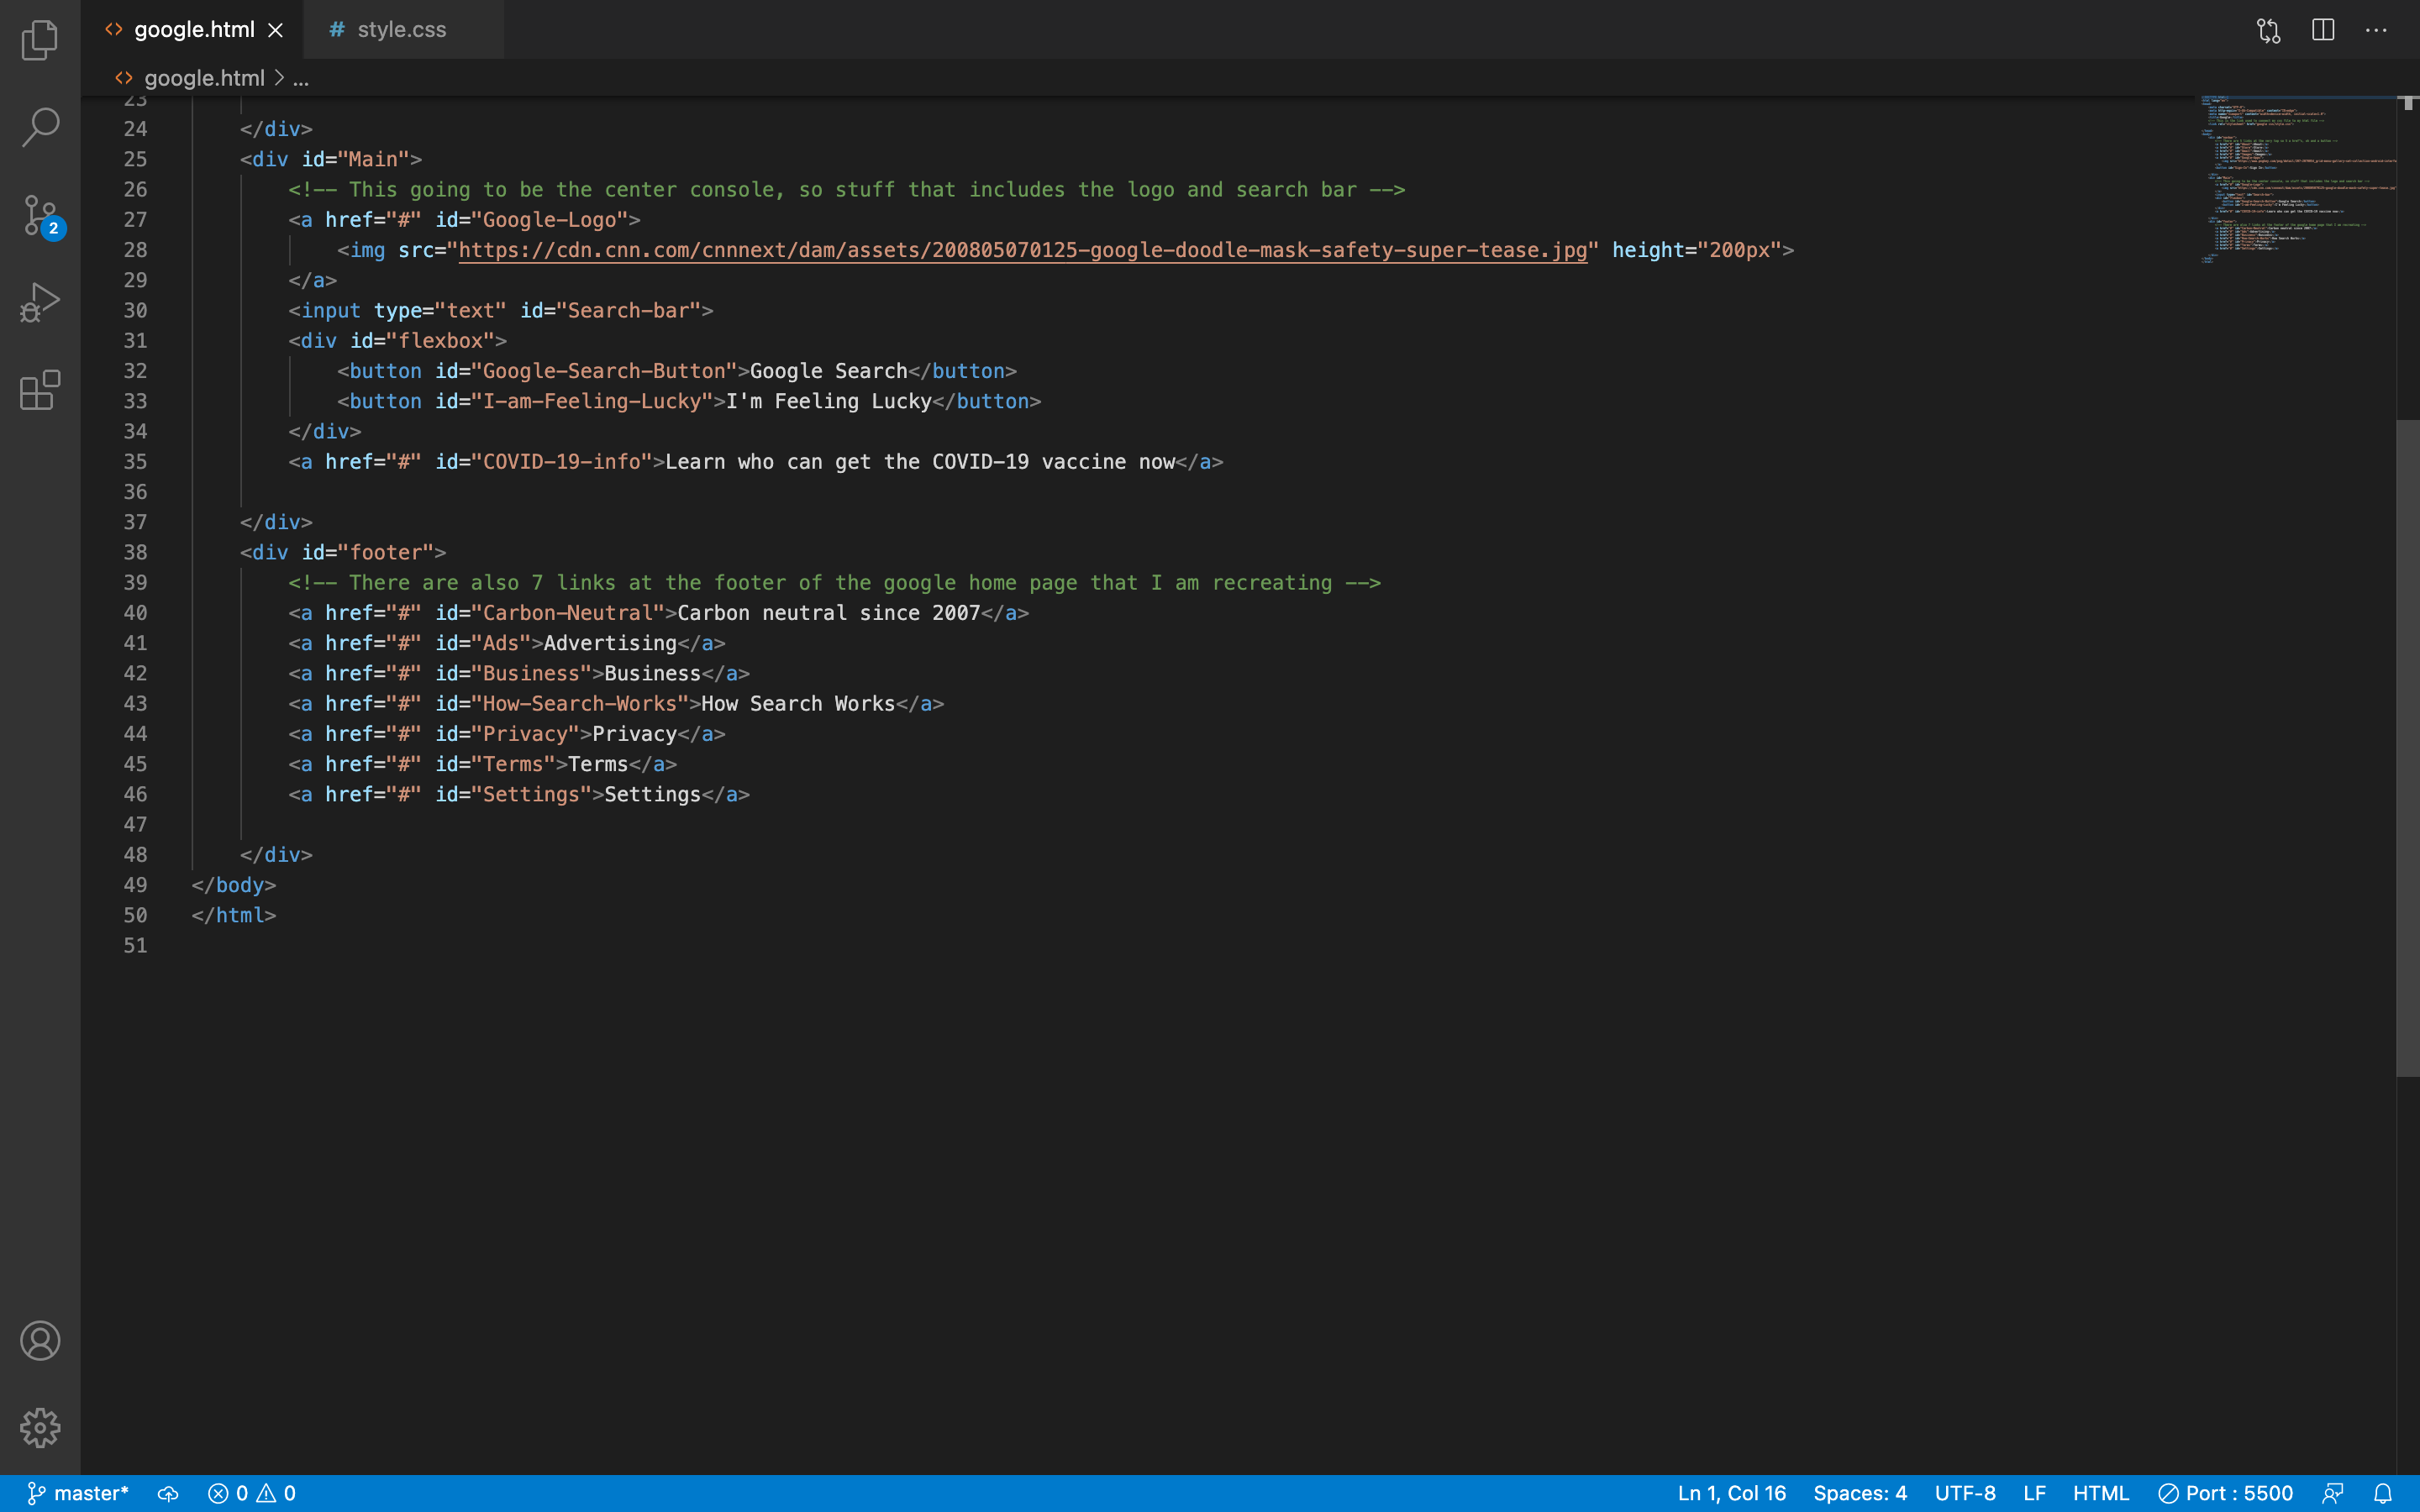 google.html
style.css
google.html > ...
23
24 </div>
25 <div id="Main">
26 <!-- This going to be the center console, so stuff that includes the logo and search bar -->
27 <a href="#" id="Google-Logo">
28 <img src="https://cdn.cnn.com/cnnnext/dam/assets/200805070125-google-doodle-mask-safety-super-tease.jpg" height="200px">
29 </a>
30 <input type="text" id="Search-bar">
31 <div id="flexbox">
32 <button id="Google-Search-Button">Google Search</button>
33 <button id="I-am-Feeling-Lucky">I'm Feeling Lucky</button>
34 </div>
35 <a href="#" id="COVID-19-info">Learn who can get the COVID-19 vaccine now</a>
36
37 </div>
38 <div id="footer">
39 <!-- There are also 7 links at the footer of the google home page that I am recreating -->
40 <a href="#" id="Carbon-Neutral">Carbon neutral since 2007</a>
41 <a href="#" id="Ads">Advertising</a>
42 <a href="#" id="Business">Business</a>
43 <a href="#" id="How-Search-Works">How Search Works</a>
44 <a href="#" id="Privacy">Privacy</a>
45 <a href="#" id="Terms">Terms</a>
46 <a href="#" id="Settings">Settings</a>
47
48 </div>
49 </body>
50 </html>
51
2
master* 0 0 Ln 1, Col 16 Spaces: 4 UTF-8 LF HTML Port : 5500